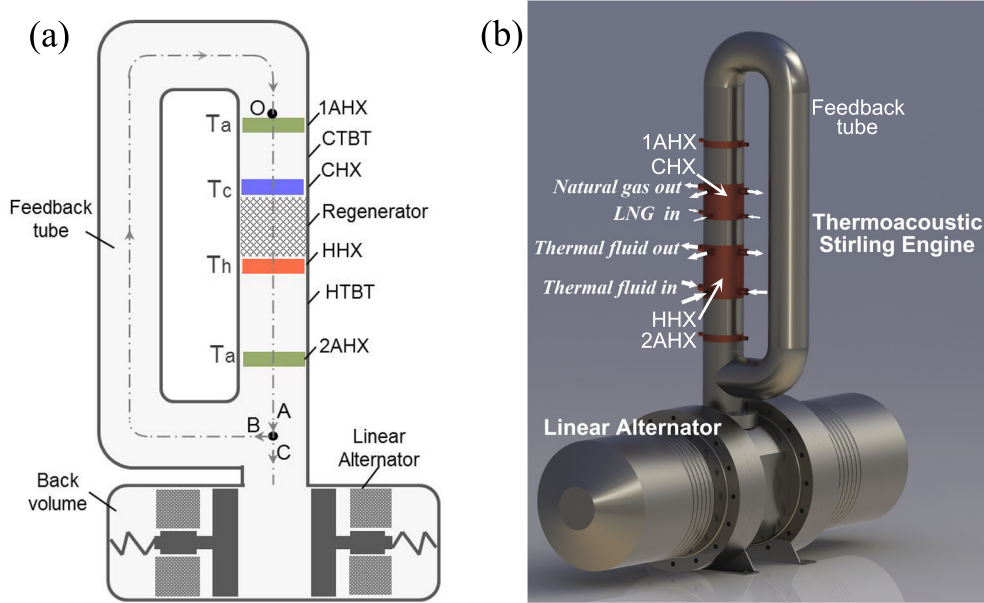 (a)
O
1AHX
Ta
CTBT
CHX
Tc
Regenerator
Feedback
tube
HHX
Th
HTBT
2AHX
Ta
A
B
C
Linear
Alternator
Back
volume
(b)
Feedback
tube
1AHX
CHX
Natural gas out
LNG in
Thermoacoustic
Stirling Engine
Thermal fluid out
Thermal fluid in
HHX
2AHX
Linear Alternator